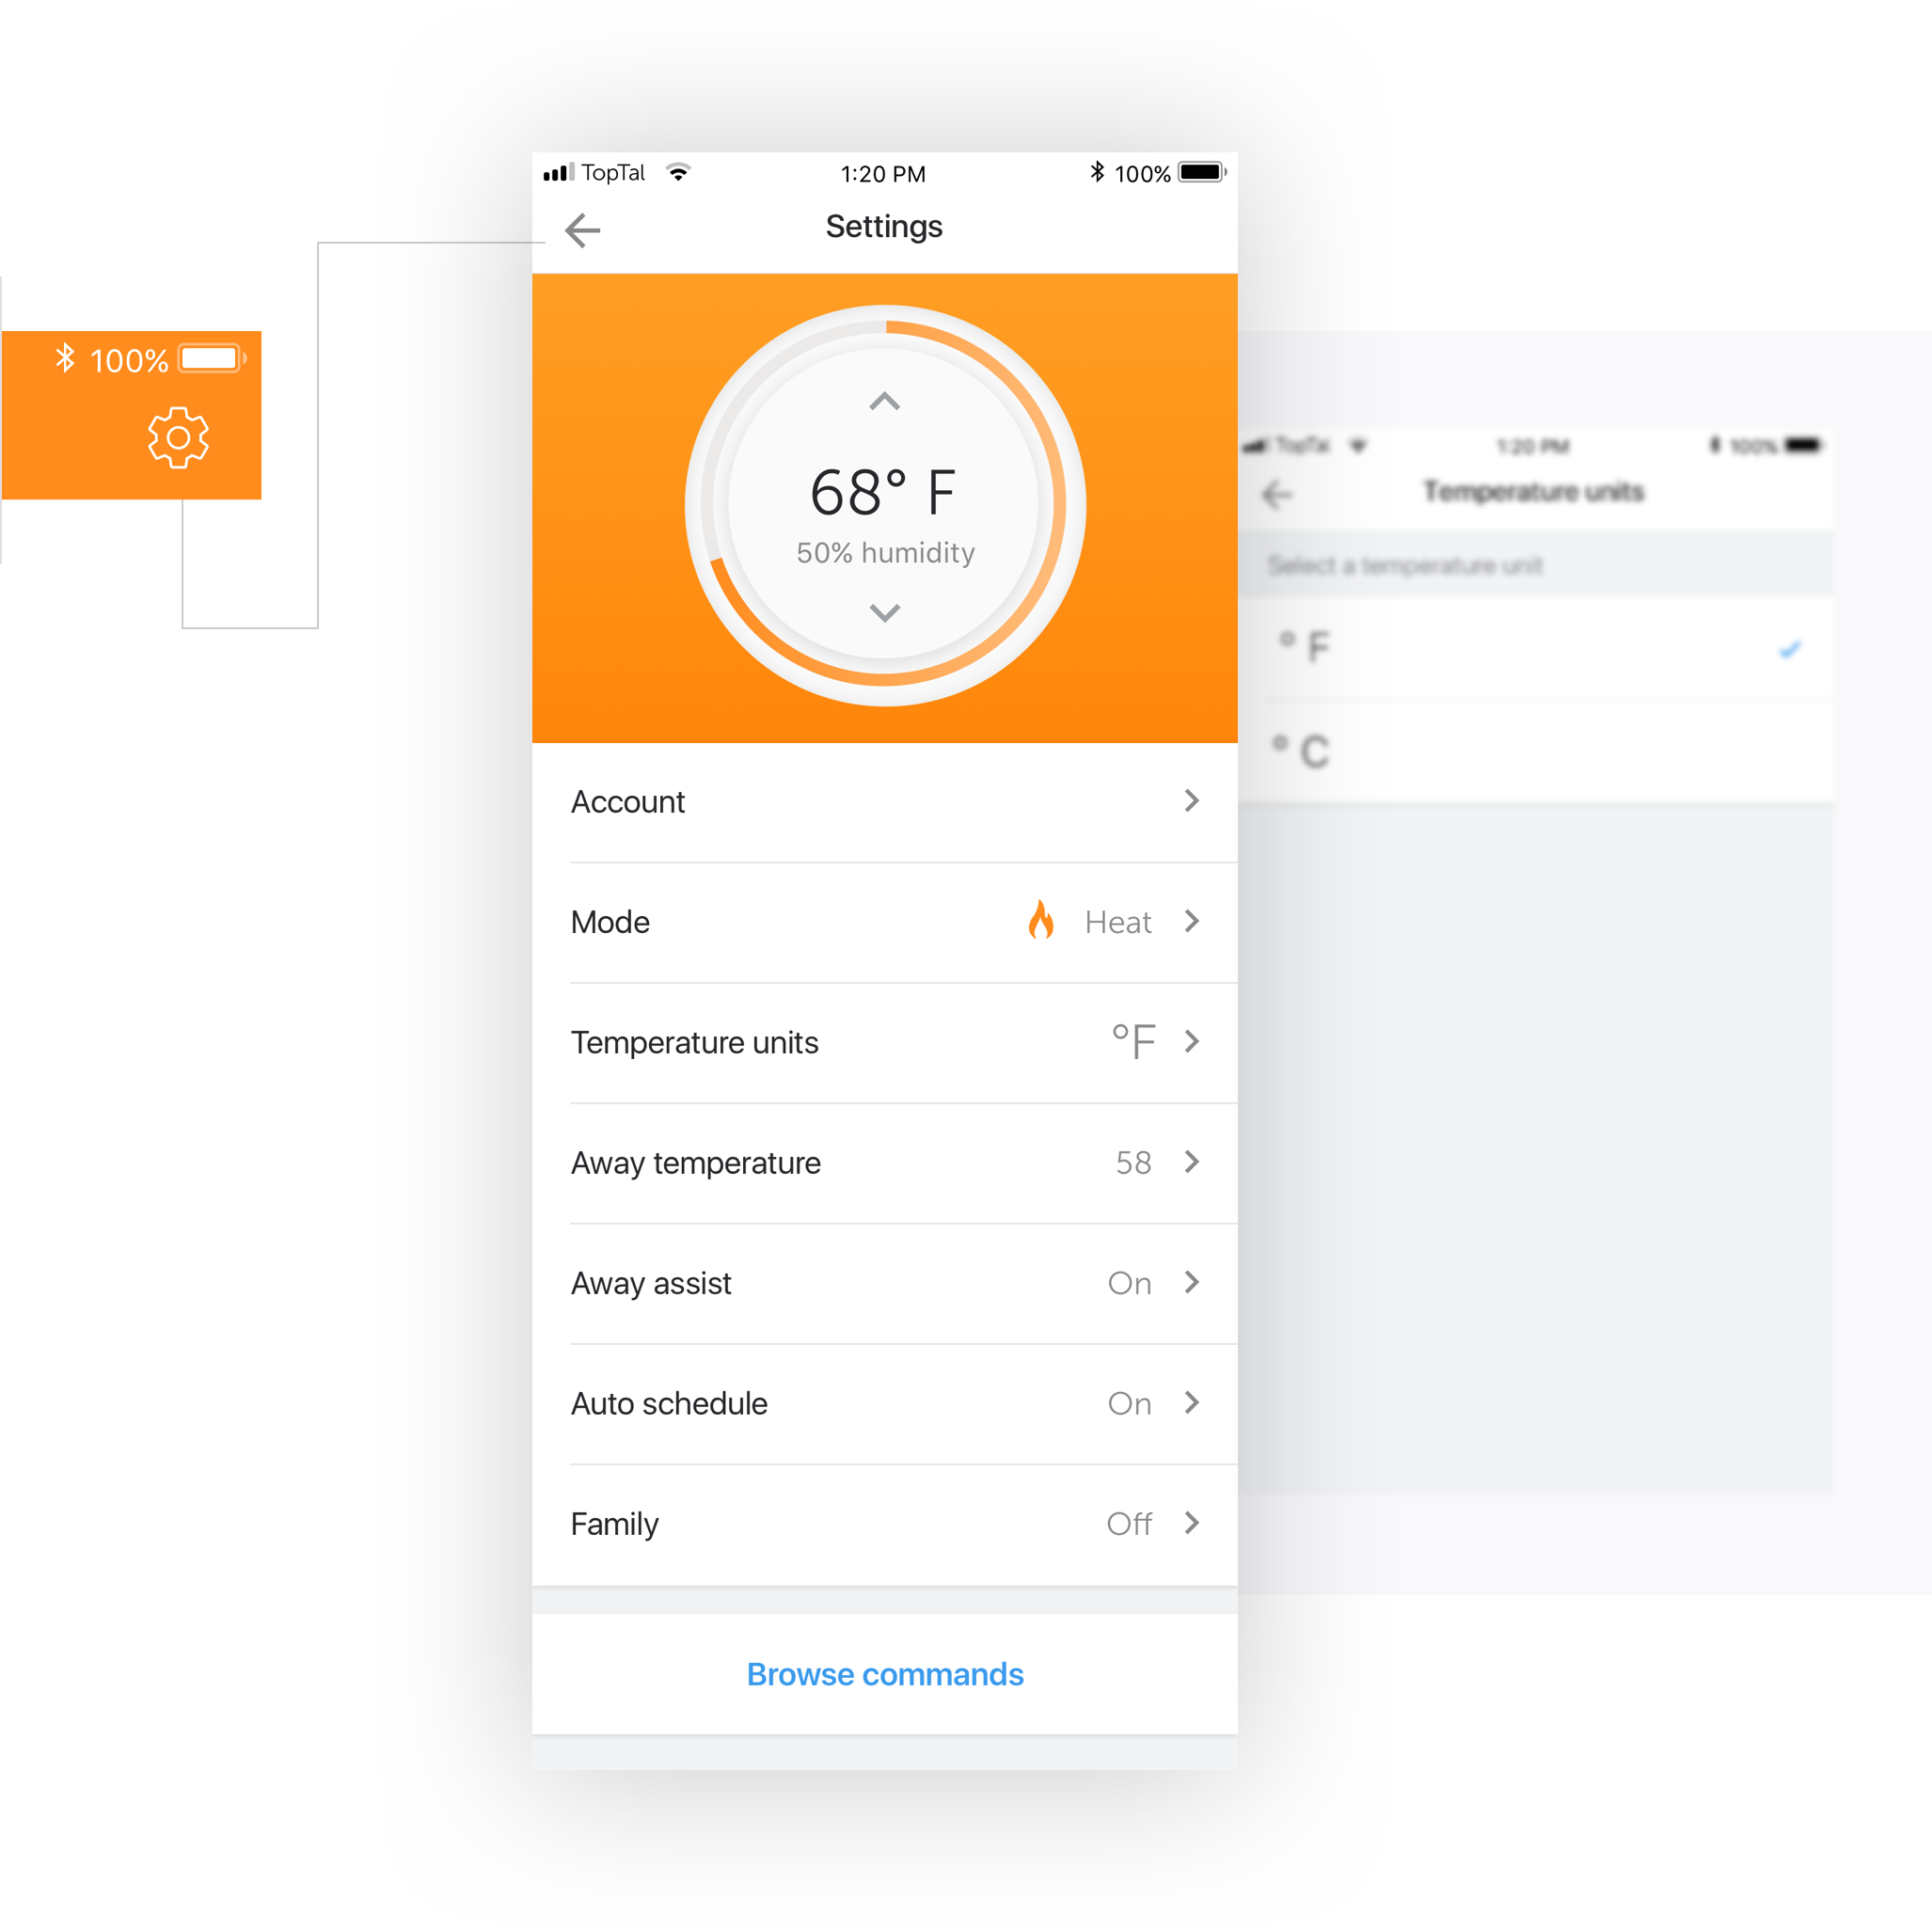 100%
TopTal 1:20 PM 100%
Settings
68° F
50% humidity
Account
Mode Heat
Temperature units °F
Away temperature 58
Away assist On
Auto schedule On
Family Off
Browse commands
TopTal 1:20 PM 100%
Temperature units
Select a temperature unit
° F
° C